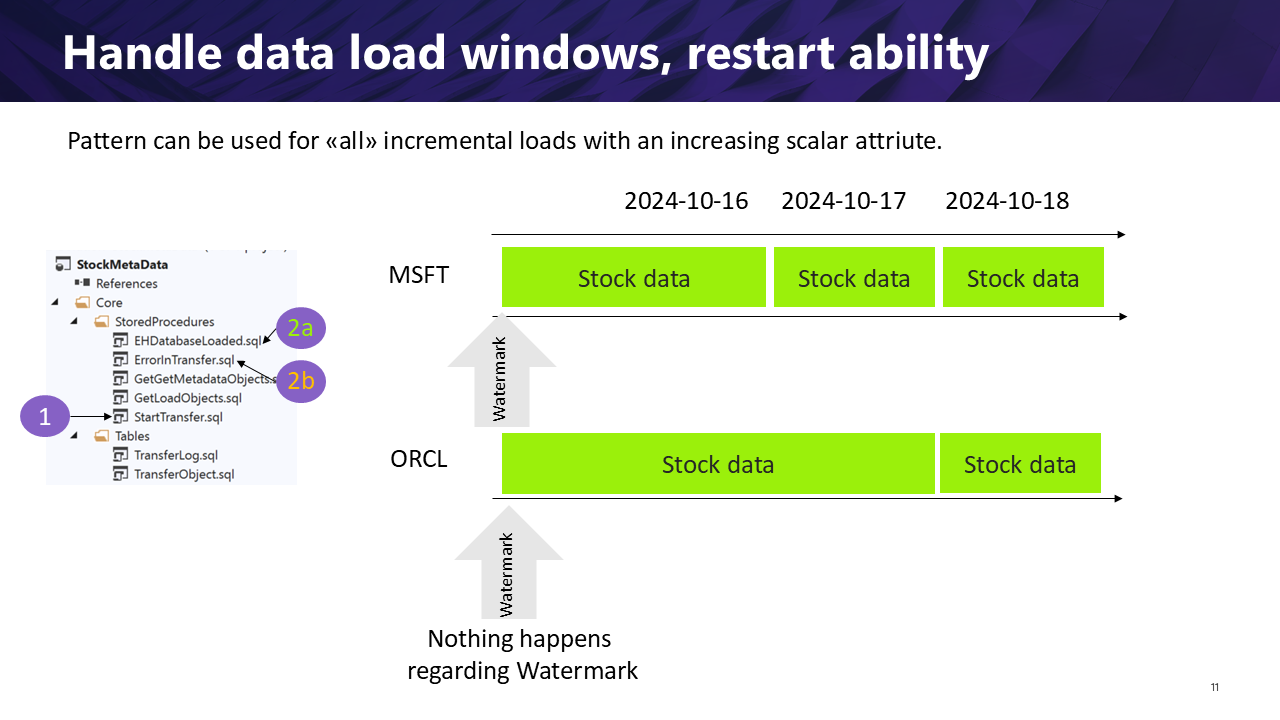 Handle data load windows, restart ability
Pattern can be used for «all» incremental loads with an increasing scalar attriute.
2024-10-16 2024-10-17 2024-10-18
StockMetaData
References
Core
StoredProcedures
EHDatabaseLoaded.sql
ErrorInTransfer.sql
GetGetMetadataObjects.s
GetLoadObjects.sql
StartTransfer.sql
Tables
TransferLog.sql
TransferObject.sql
2a
2b
1
MSFT
Stock data
Stock data
Stock data
Watermark
ORCL
Stock data
Stock data
Watermark
Nothing happens
regarding Watermark
11